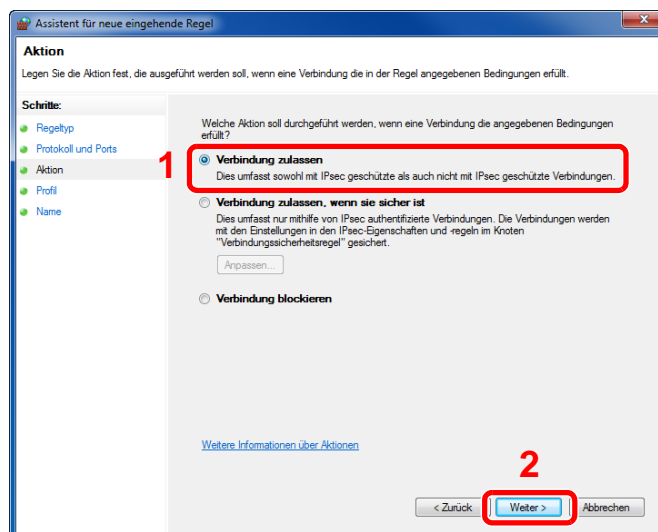 Assistent für neue eingehende Regel
Aktion
Legen Sie die Aktion fest, die ausgeführt werden soll, wenn eine Verbindung die in der Regel angegebenen Bedingungen erfüllt.
Schritte:
Regeltyp
Protokoll und Ports
Aktion
Profil
Name
Welche Aktion soll durchgeführt werden, wenn eine Verbindung die angegebenen Bedingungen
erfüllt?
1
Verbindung zulassen
Dies umfasst sowohl mit IPsec geschützte als auch nicht mit IPsec geschützte Verbindungen.
Verbindung zulassen, wenn sie sicher ist
Dies umfasst nur mithilfe von IPsec authentifizierte Verbindungen. Die Verbindungen werden
mit den Einstellungen in den IPsec-Eigenschaften und -regeln im Knoten
"Verbindungssicherheitsregel" gesichert.
Anpassen...
Verbindung blockieren
Weitere Informationen über Aktionen
2
< Zurück
Weiter >
Abbrechen